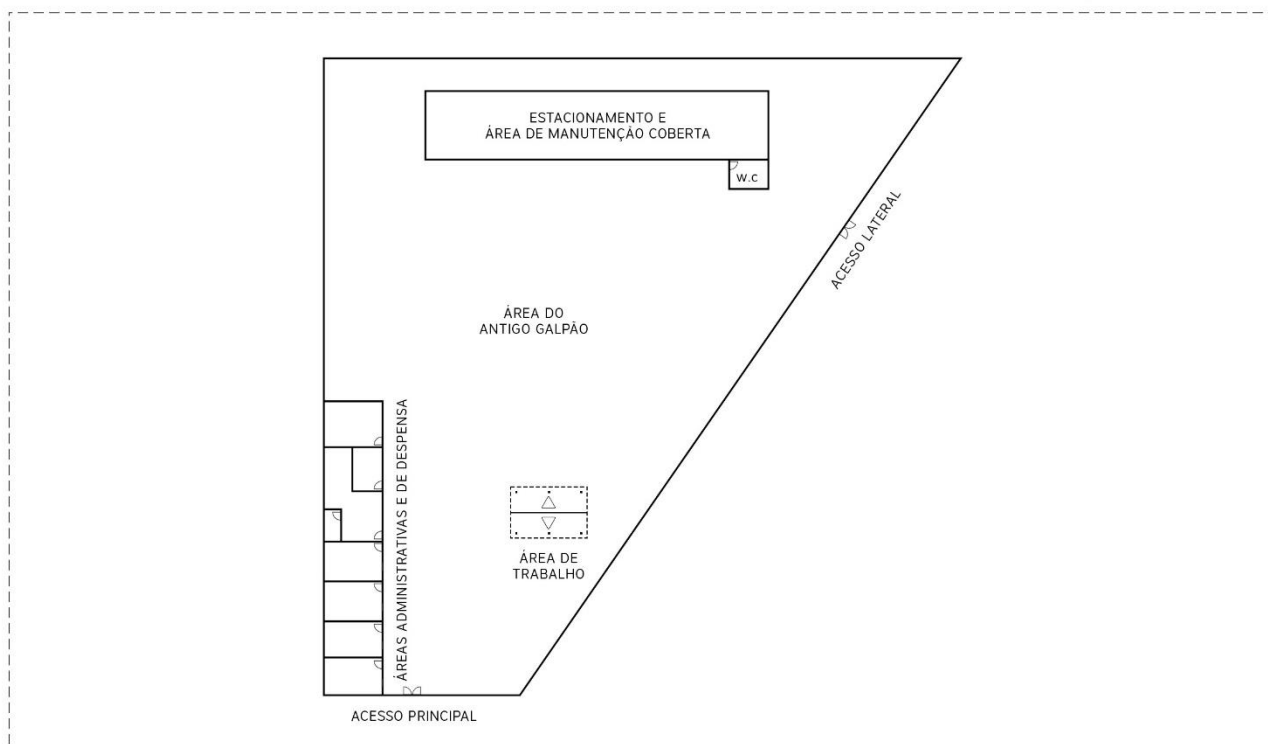 ESTACIONAMENTO E
ÁREA DE MANUTENÇÃO COBERTA
W.C
ACESSO LATERAL
ÁREA DO
ANTIGO GALPÃO
ÁREAS ADMINISTRATIVAS E DE DESPENSA
ÁREA DE
TRABALHO
ACESSO PRINCIPAL